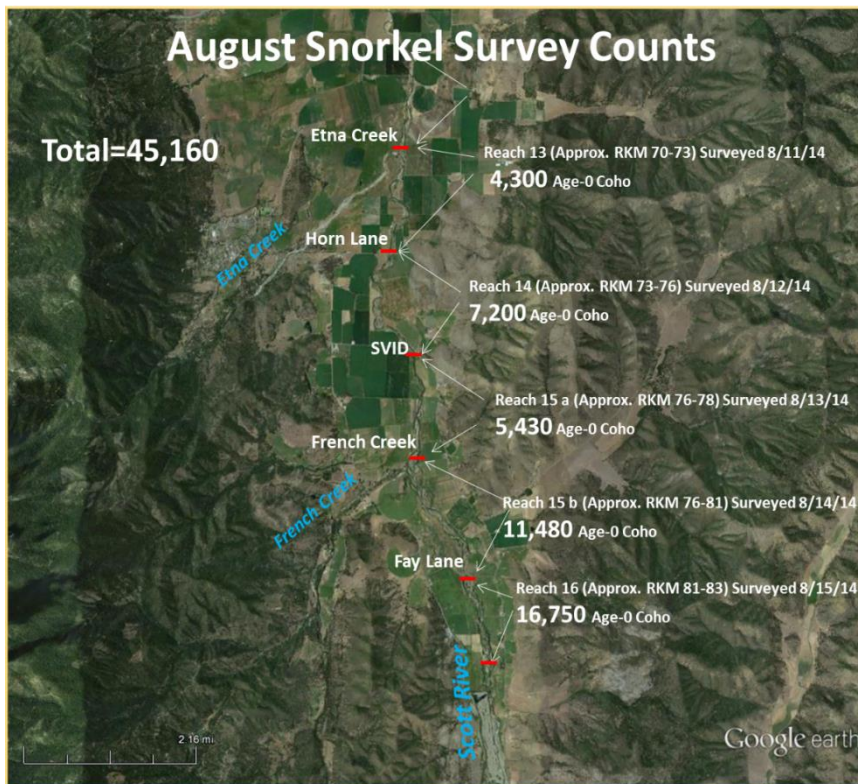 August Snorkel Survey Counts
Total=45,160
Etna Creek
Reach 13 (Approx. RKM 70-73) Surveyed 8/11/14
4,300 Age-0 Coho
Etna Creek
Horn Lane
Reach 14 (Approx. RKM 73-76) Surveyed 8/12/14
7,200 Age-0 Coho
SVID
Reach 15 a (Approx. RKM 76-78) Surveyed 8/13/14
5,430 Age-0 Coho
French Creek
French Creek
Reach 15 b (Approx. RKM 76-81) Surveyed 8/14/14
11,480 Age-0 Coho
Fay Lane
Reach 16 (Approx. RKM 81-83) Surveyed 8/15/14
16,750 Age-0 Coho
Scott River
2.16 mi
Google earth